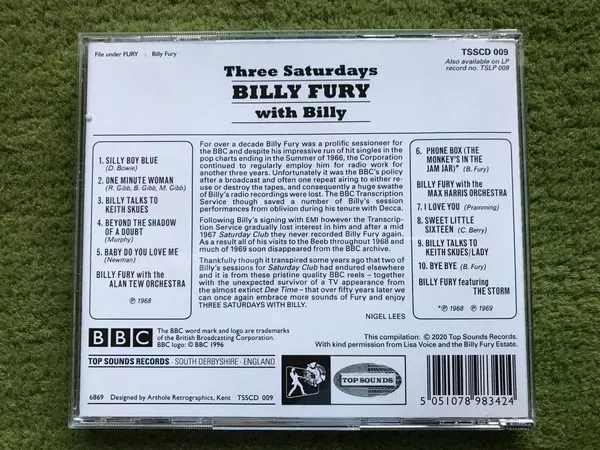 File under FURY : Billy Fury
TSSCD 009
Also available on LP
record no. TSLP 009
Three Saturdays
BILLY FURY
with Billy
1. SILLY BOY BLUE
(D. Bowie)
2. ONE MINUTE WOMAN
(R. Gibb, B. Gibb, M. Gibb)
3. BILLY TALKS TO
KEITH SKUES
4. BEYOND THE SHADOW
OF A DOUBT
(Murphy)
5. BABY DO YOU LOVE ME
(Newman)
BILLY FURY with the
ALAN TEW ORCHESTRA
℗ 1968
For over a decade Billy Fury was a prolific sessioneer for
the BBC and despite his impressive run of hit singles in the
pop charts ending in the Summer of 1966, the Corporation
continued to regularly employ him for radio work for
another three years. Unfortunately it was the BBC's policy
after a broadcast and often one repeat airing to either re-
use or destroy the tapes, and consequently a huge swathe
of Billy's radio recordings were lost. The BBC Transcription
Service though saved a number of Billy's session
performances from oblivion during his tenure with Decca.
Following Billy's signing with EMI however the Transcrip-
tion Service gradually lost interest in him and after a mid
1967 Saturday Club they never recorded Billy Fury again.
As a result all of his visits to the Beeb throughout 1968 and
much of 1969 soon disappeared from the BBC archive.
Thankfully though it transpired some years ago that two of
Billy's sessions for Saturday Club had endured elsewhere
and it is from these pristine quality BBC reels – together
with the unexpected survivor of a TV appearance from
the almost extinct Dee Time – that over fifty years later we
can once again embrace more sounds of Fury and enjoy
THREE SATURDAYS WITH BILLY.
NIGEL LEES
6. PHONE BOX (THE
MONKEY'S IN THE
JAM JAR)* (B. Fury)
BILLY FURY with the
MAX HARRIS ORCHESTRA
7. I LOVE YOU (Pramming)
8. SWEET LITTLE
SIXTEEN (C. Berry)
9. BILLY TALKS TO
KEITH SKUES/LADY
10. BYE BYE (B. Fury)
BILLY FURY featuring
THE STORM
*℗ 1968 ℗ 1969
BBC
The BBC word mark and logo are trademarks
of the British Broadcasting Corporation.
BBC logo: © BBC 1996
This compilation: © 2020 Top Sounds Records.
With kind permission from Lisa Voice and the Billy Fury Estate.
TOP SOUNDS RECORDS · SOUTH DERBYSHIRE · ENGLAND
TOP SOUNDS
6869 Designed by Arthole Retrographics, Kent TSSCD 009
5 051078 983424